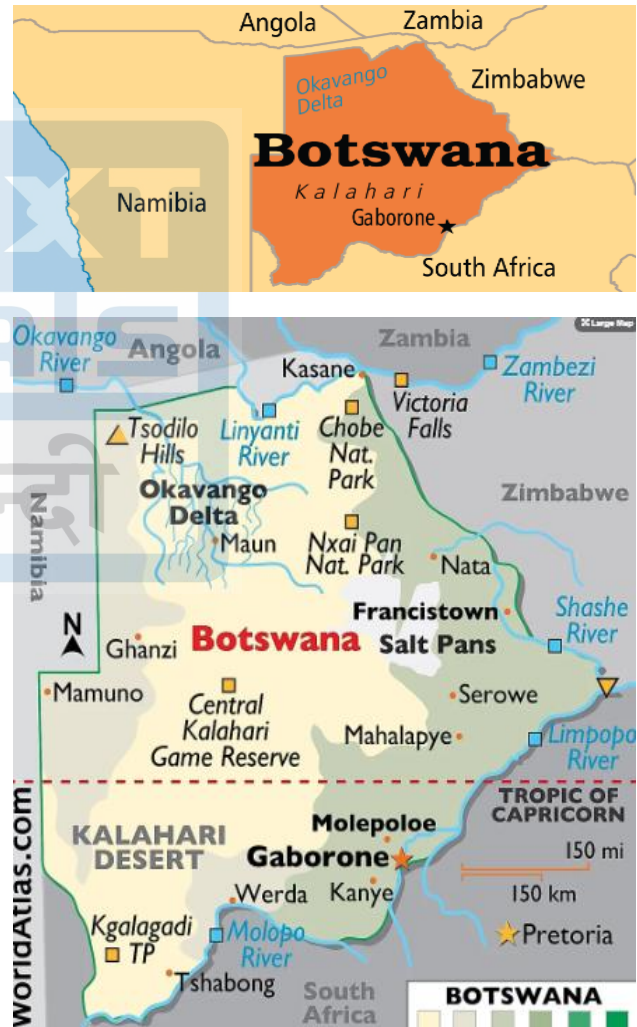 Angola
Zambia
Okavango
Delta
Zimbabwe
Botswana
Kalahari
Namibia
Gaborone
South Africa
Large Map
Okavango
River
Angola
Zambia
Kasane
Zambezi
River
Victoria
Falls
Tsodilo
Hills
Linyanti
River
Chobe
Nat.
Park
Okavango
Delta
Zimbabwe
Namibia
Maun
Nxai Pan
Nat. Park
Nata
Francistown
Shashe
River
N
Ghanzi
Botswana
Salt Pans
Mamuno
Central
Kalahari
Game Reserve
Serowe
Mahalapye
Limpopo
River
TROPIC OF
CAPRICORN
WorldAtlas.com
KALAHARI
DESERT
Molepoloe
Gaborone
150 mi
150 km
Werda
Kanye
Kgalagadi
TP
Molopo
River
Pretoria
Tshabong
South
Africa
BOTSWANA